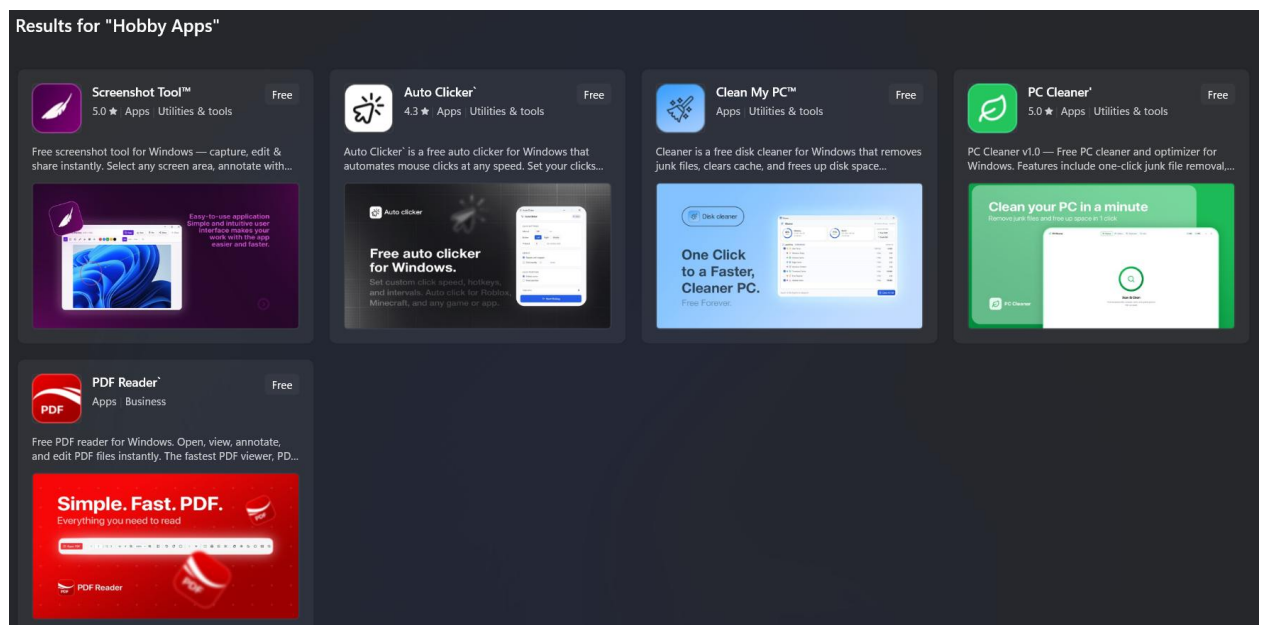 Results for "Hobby Apps"
Screenshot Tool™
Free
5.0 ★ Apps Utilities & tools
Free screenshot tool for Windows — capture, edit &
share instantly. Select any screen area, annotate with...
Easy-to-use application
Simple and intuitive user
interface makes your
work with the app
easier and faster.
Auto Clicker`
Free
4.3 ★ Apps Utilities & tools
Auto Clicker` is a free auto clicker for Windows that
automates mouse clicks at any speed. Set your clicks...
Auto clicker
Free auto clicker
for Windows.
Set custom click speed, hotkeys,
and intervals. Auto click for Roblox,
Minecraft, and any game or app.
Clean My PC™
Free
Apps Utilities & tools
Cleaner is a free disk cleaner for Windows that removes
junk files, clears cache, and frees up disk space...
Disk cleaner
One Click
to a Faster,
Cleaner PC.
Free Forever.
PC Cleaner'
Free
5.0 ★ Apps Utilities & tools
PC Cleaner v1.0 — Free PC cleaner and optimizer for
Windows. Features include one-click junk file removal,...
Clean your PC in a minute
Remove junk files and free up space in 1 click
PC Cleaner
PDF Reader`
Free
Apps Business
Free PDF reader for Windows. Open, view, annotate,
and edit PDF files instantly. The fastest PDF viewer, PD...
PDF
Simple. Fast. PDF.
Everything you need to read
PDF
PDF
PDF Reader